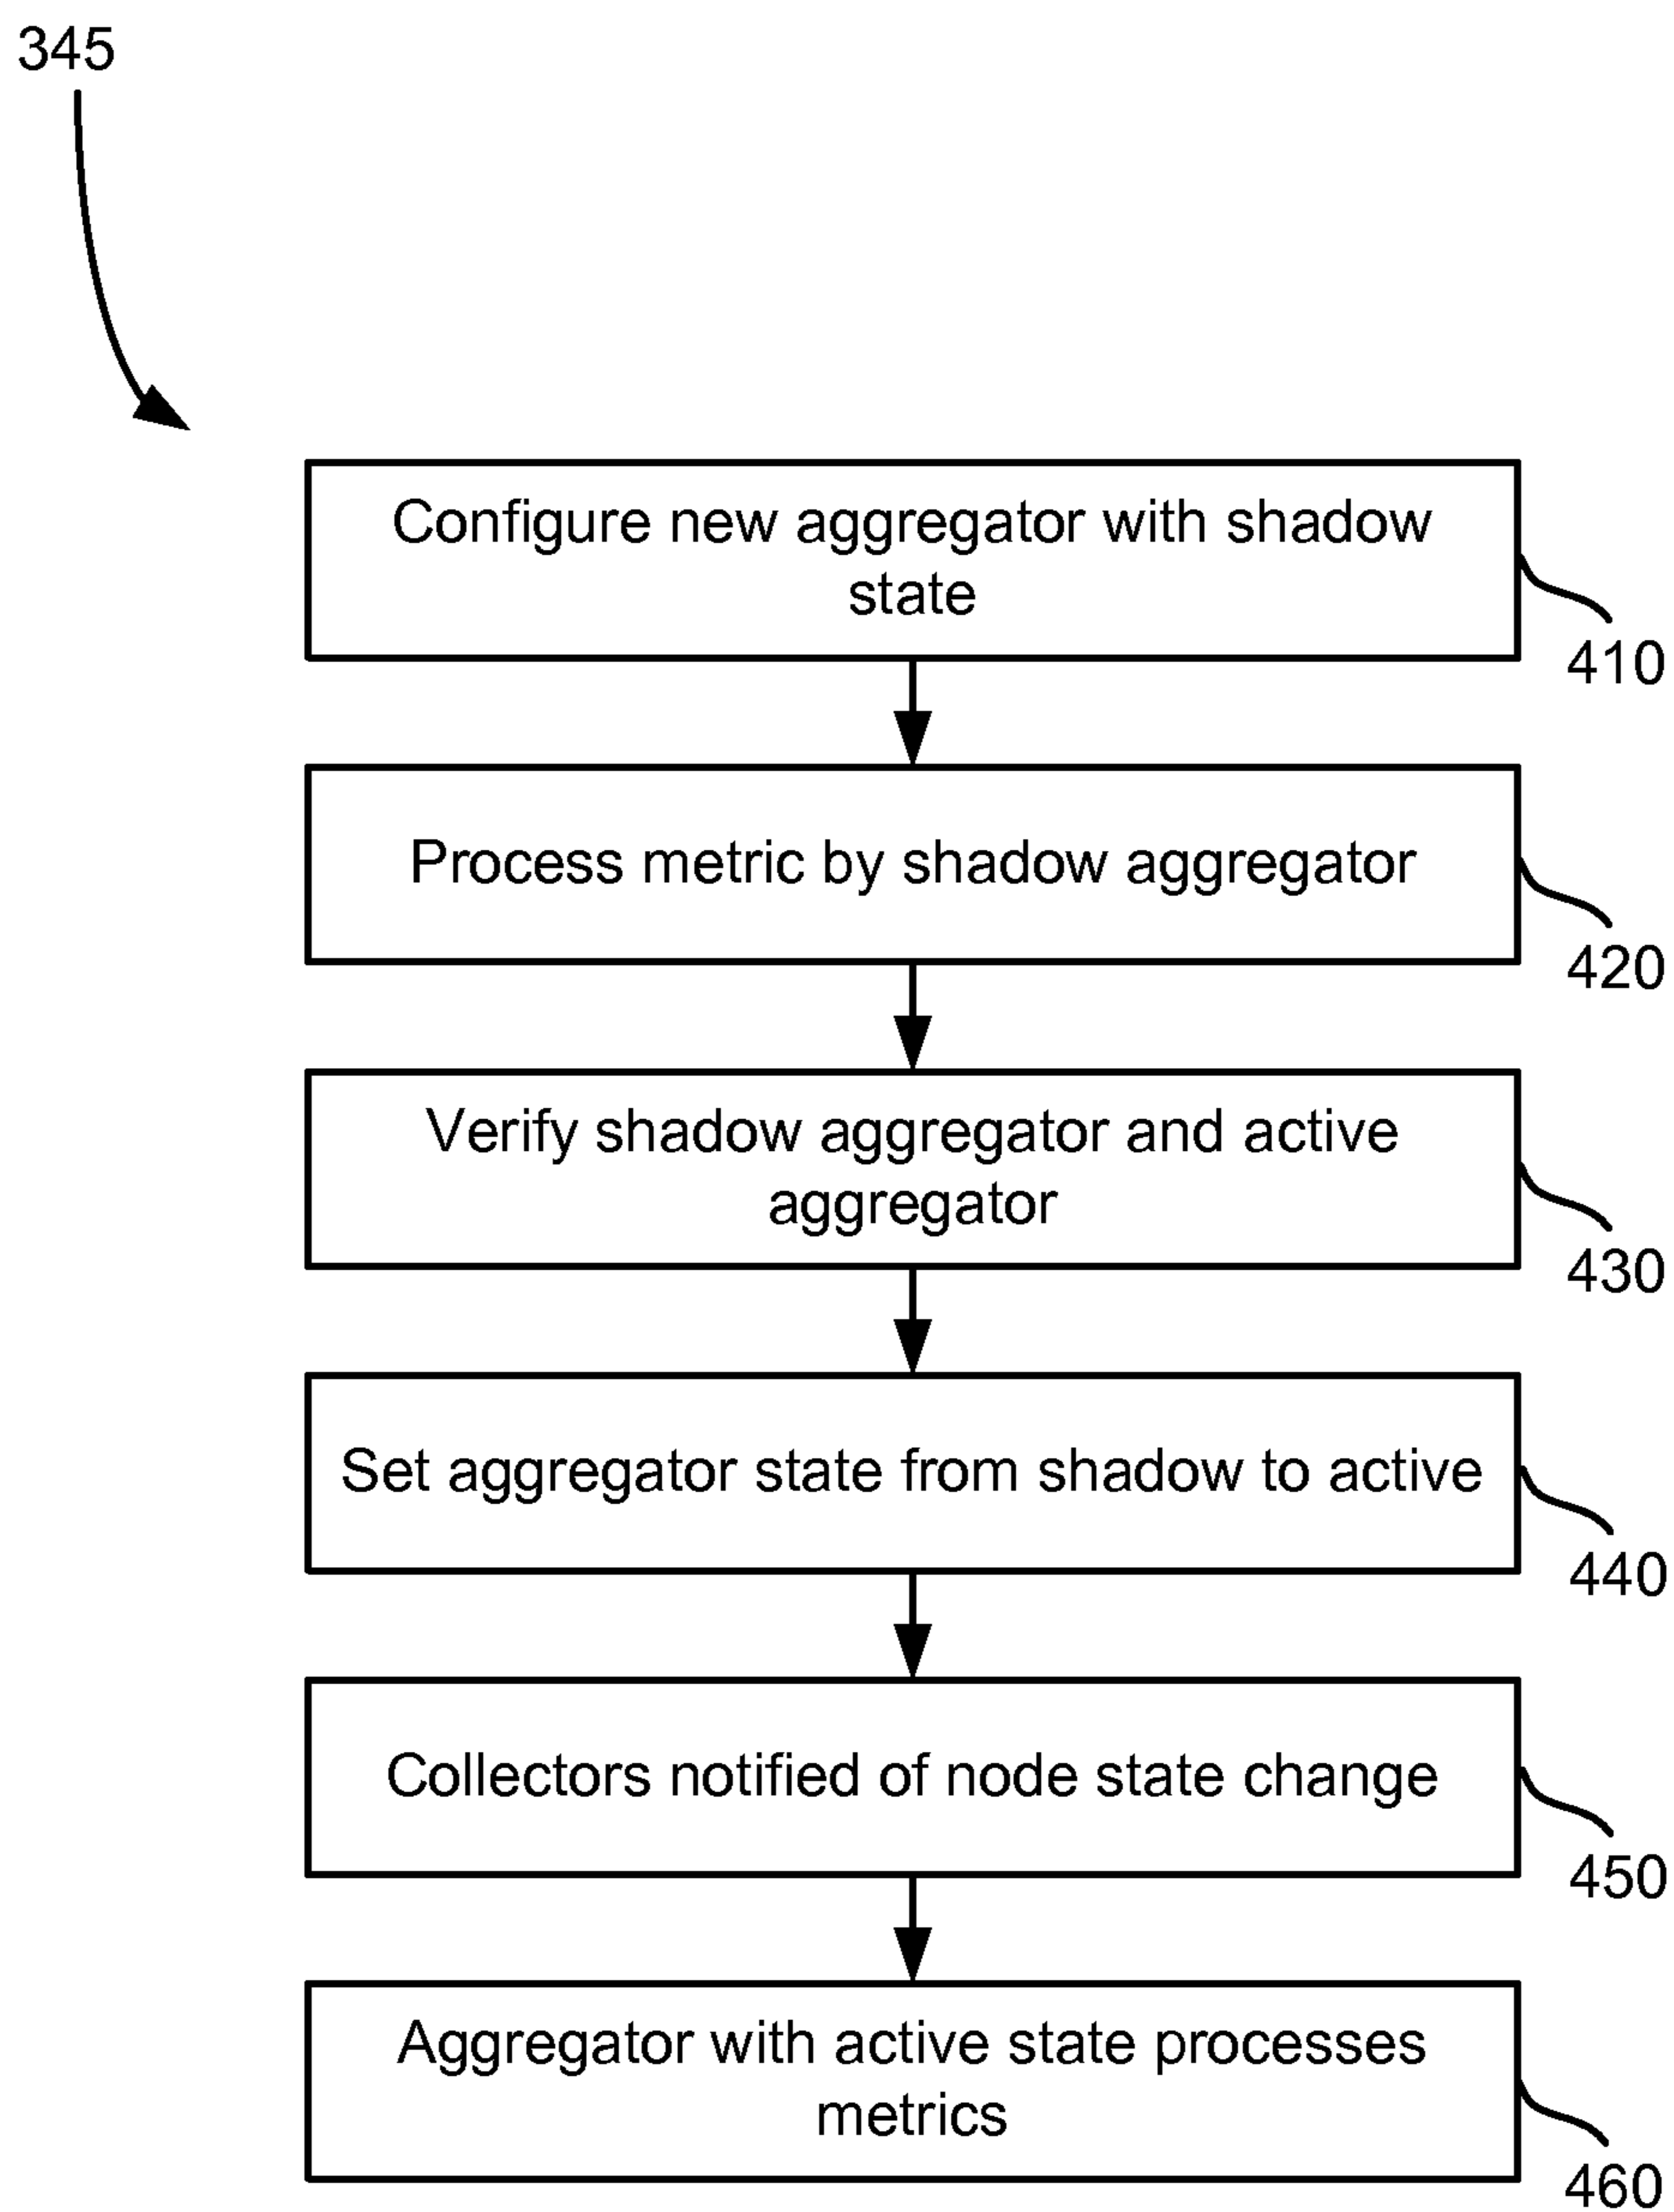 345
Configure new aggregator with shadow
state
410
Process metric by shadow aggregator
420
Verify shadow aggregator and active
aggregator
430
Set aggregator state from shadow to active
440
Collectors notified of node state change
450
Aggregator with active state processes
metrics
460